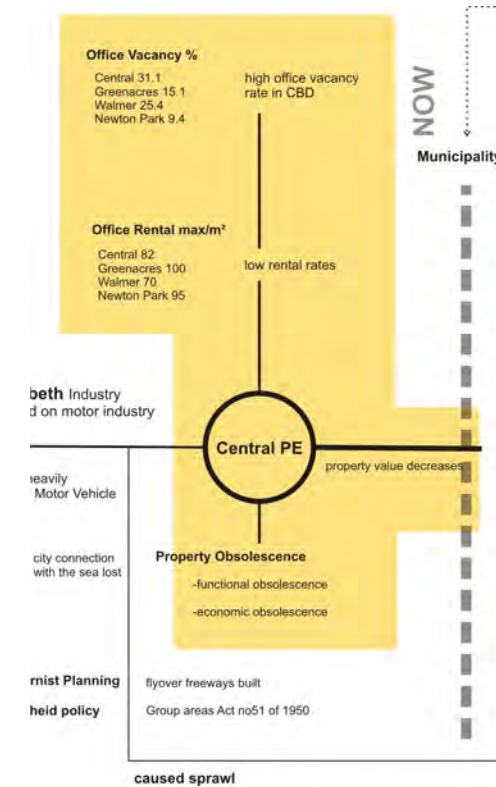 Office Vacancy %
Central 31.1
Greenacres 15.1
Walmer 25.4
Newton Park 9.4
high office vacancy
rate in CBD
NOW
Municipality
Office Rental max/m²
Central 82
Greenacres 100
Walmer 70
Newton Park 95
low rental rates
beth Industry
d on motor industry
Central PE
property value decreases
heavily
Motor Vehicle
city connection
with the sea lost
Property Obsolescence
-functional obsolescence
-economic obsolescence
rnist Planning
flyover freeways built
heid policy
Group areas Act no51 of 1950
caused sprawl